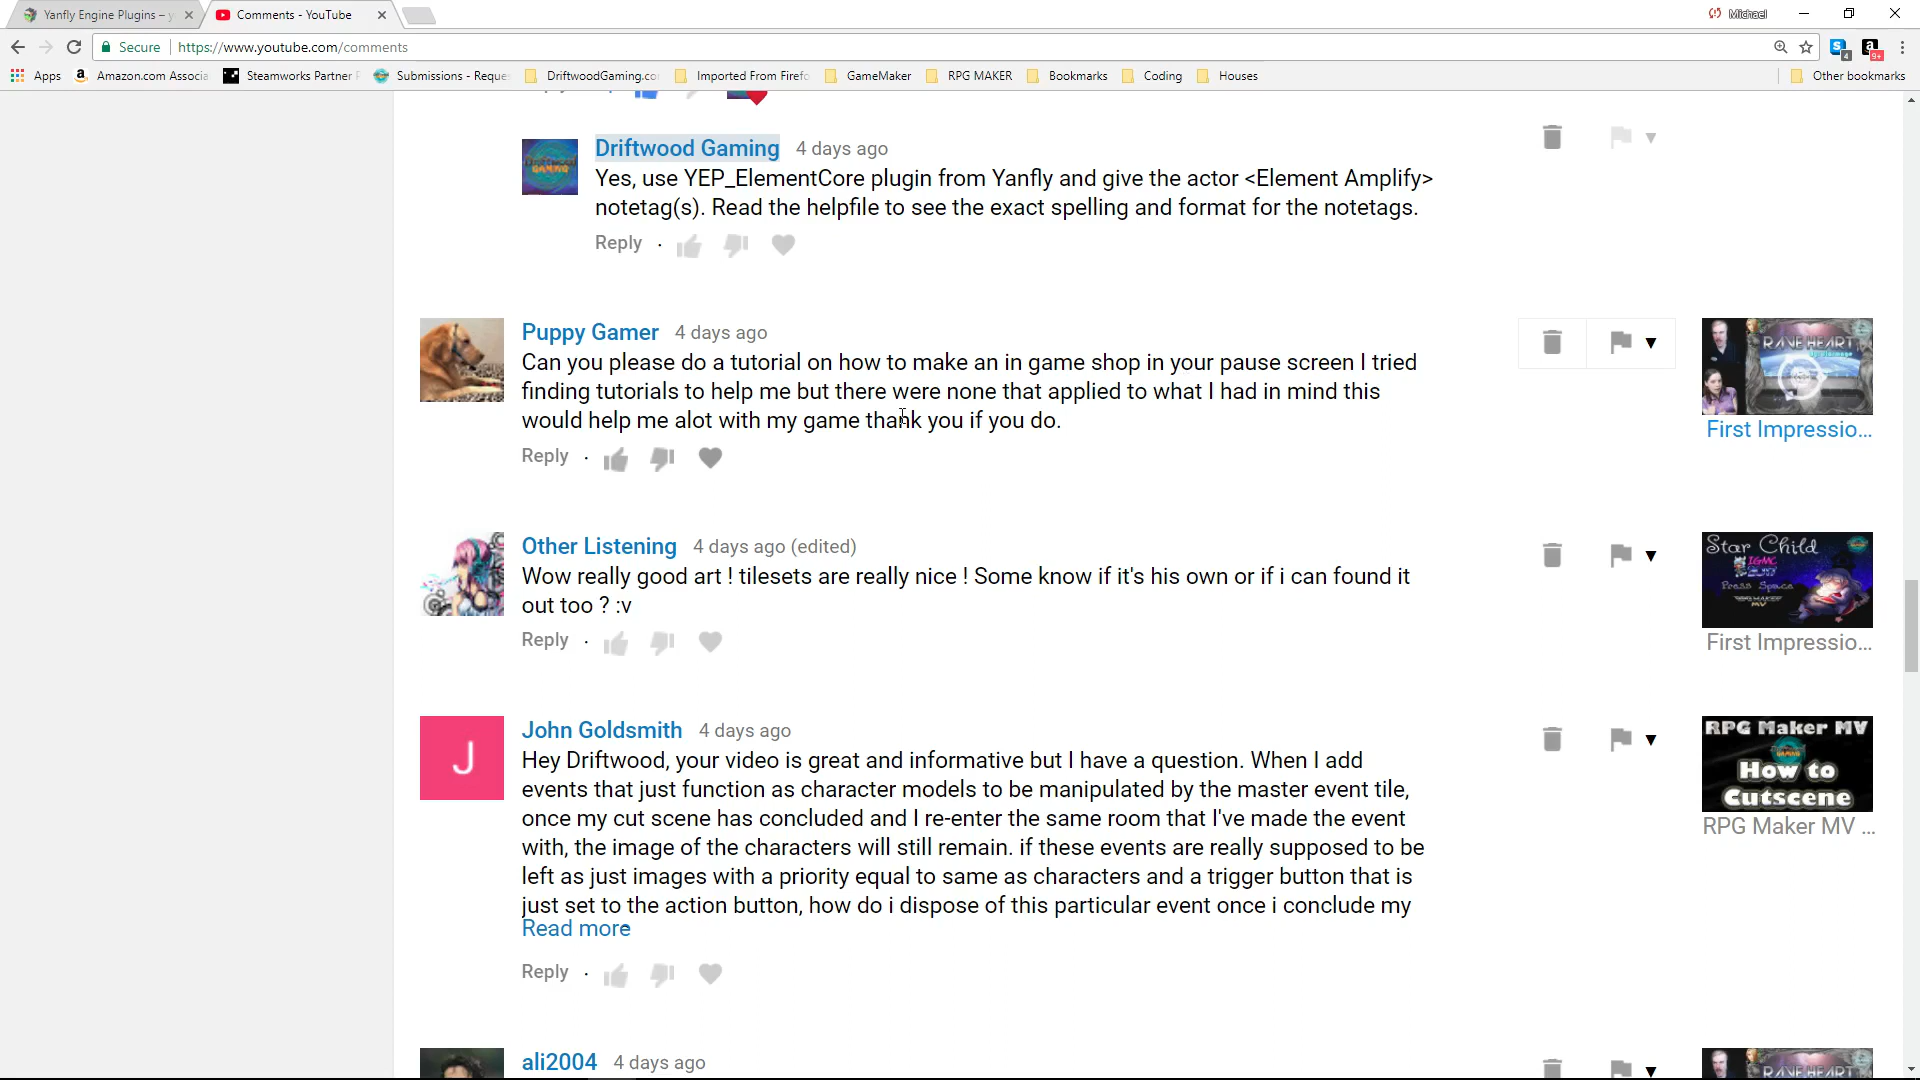 Yanfly Engine Plugins – y
Comments - YouTube
Michael
Secure
https://www.youtube.com/comments
4
9+
Apps
Amazon.com Associa
Steamworks Partner P
Submissions - Reque
DriftwoodGaming.co
Imported From Firefo
GameMaker
RPG MAKER
Bookmarks
Coding
Houses
Other bookmarks
Driftwood Gaming 4 days ago
Yes, use YEP_ElementCore plugin from Yanfly and give the actor <Element Amplify>
notetag(s). Read the helpfile to see the exact spelling and format for the notetags.
Reply ·
Puppy Gamer 4 days ago
Can you please do a tutorial on how to make an in game shop in your pause screen I tried
finding tutorials to help me but there were none that applied to what I had in mind this
would help me alot with my game thank you if you do.
Reply ·
RAVE HEART
First Impressio...
Other Listening 4 days ago (edited)
Wow really good art ! tilesets are really nice ! Some know if it's his own or if i can found it
out too ? :v
Reply ·
Star Child
Press Space
RPG MAKER
MV
First Impressio...
John Goldsmith 4 days ago
Hey Driftwood, your video is great and informative but I have a question. When I add
events that just function as character models to be manipulated by the master event tile,
once my cut scene has concluded and I re-enter the same room that I've made the event
with, the image of the characters will still remain. if these events are really supposed to be
left as just images with a priority equal to same as characters and a trigger button that is
just set to the action button, how do i dispose of this particular event once i conclude my
Read more
Reply ·
J
RPG Maker MV
How to
Cutscene
RPG Maker MV ...
ali2004 4 days ago
RAVE HEART